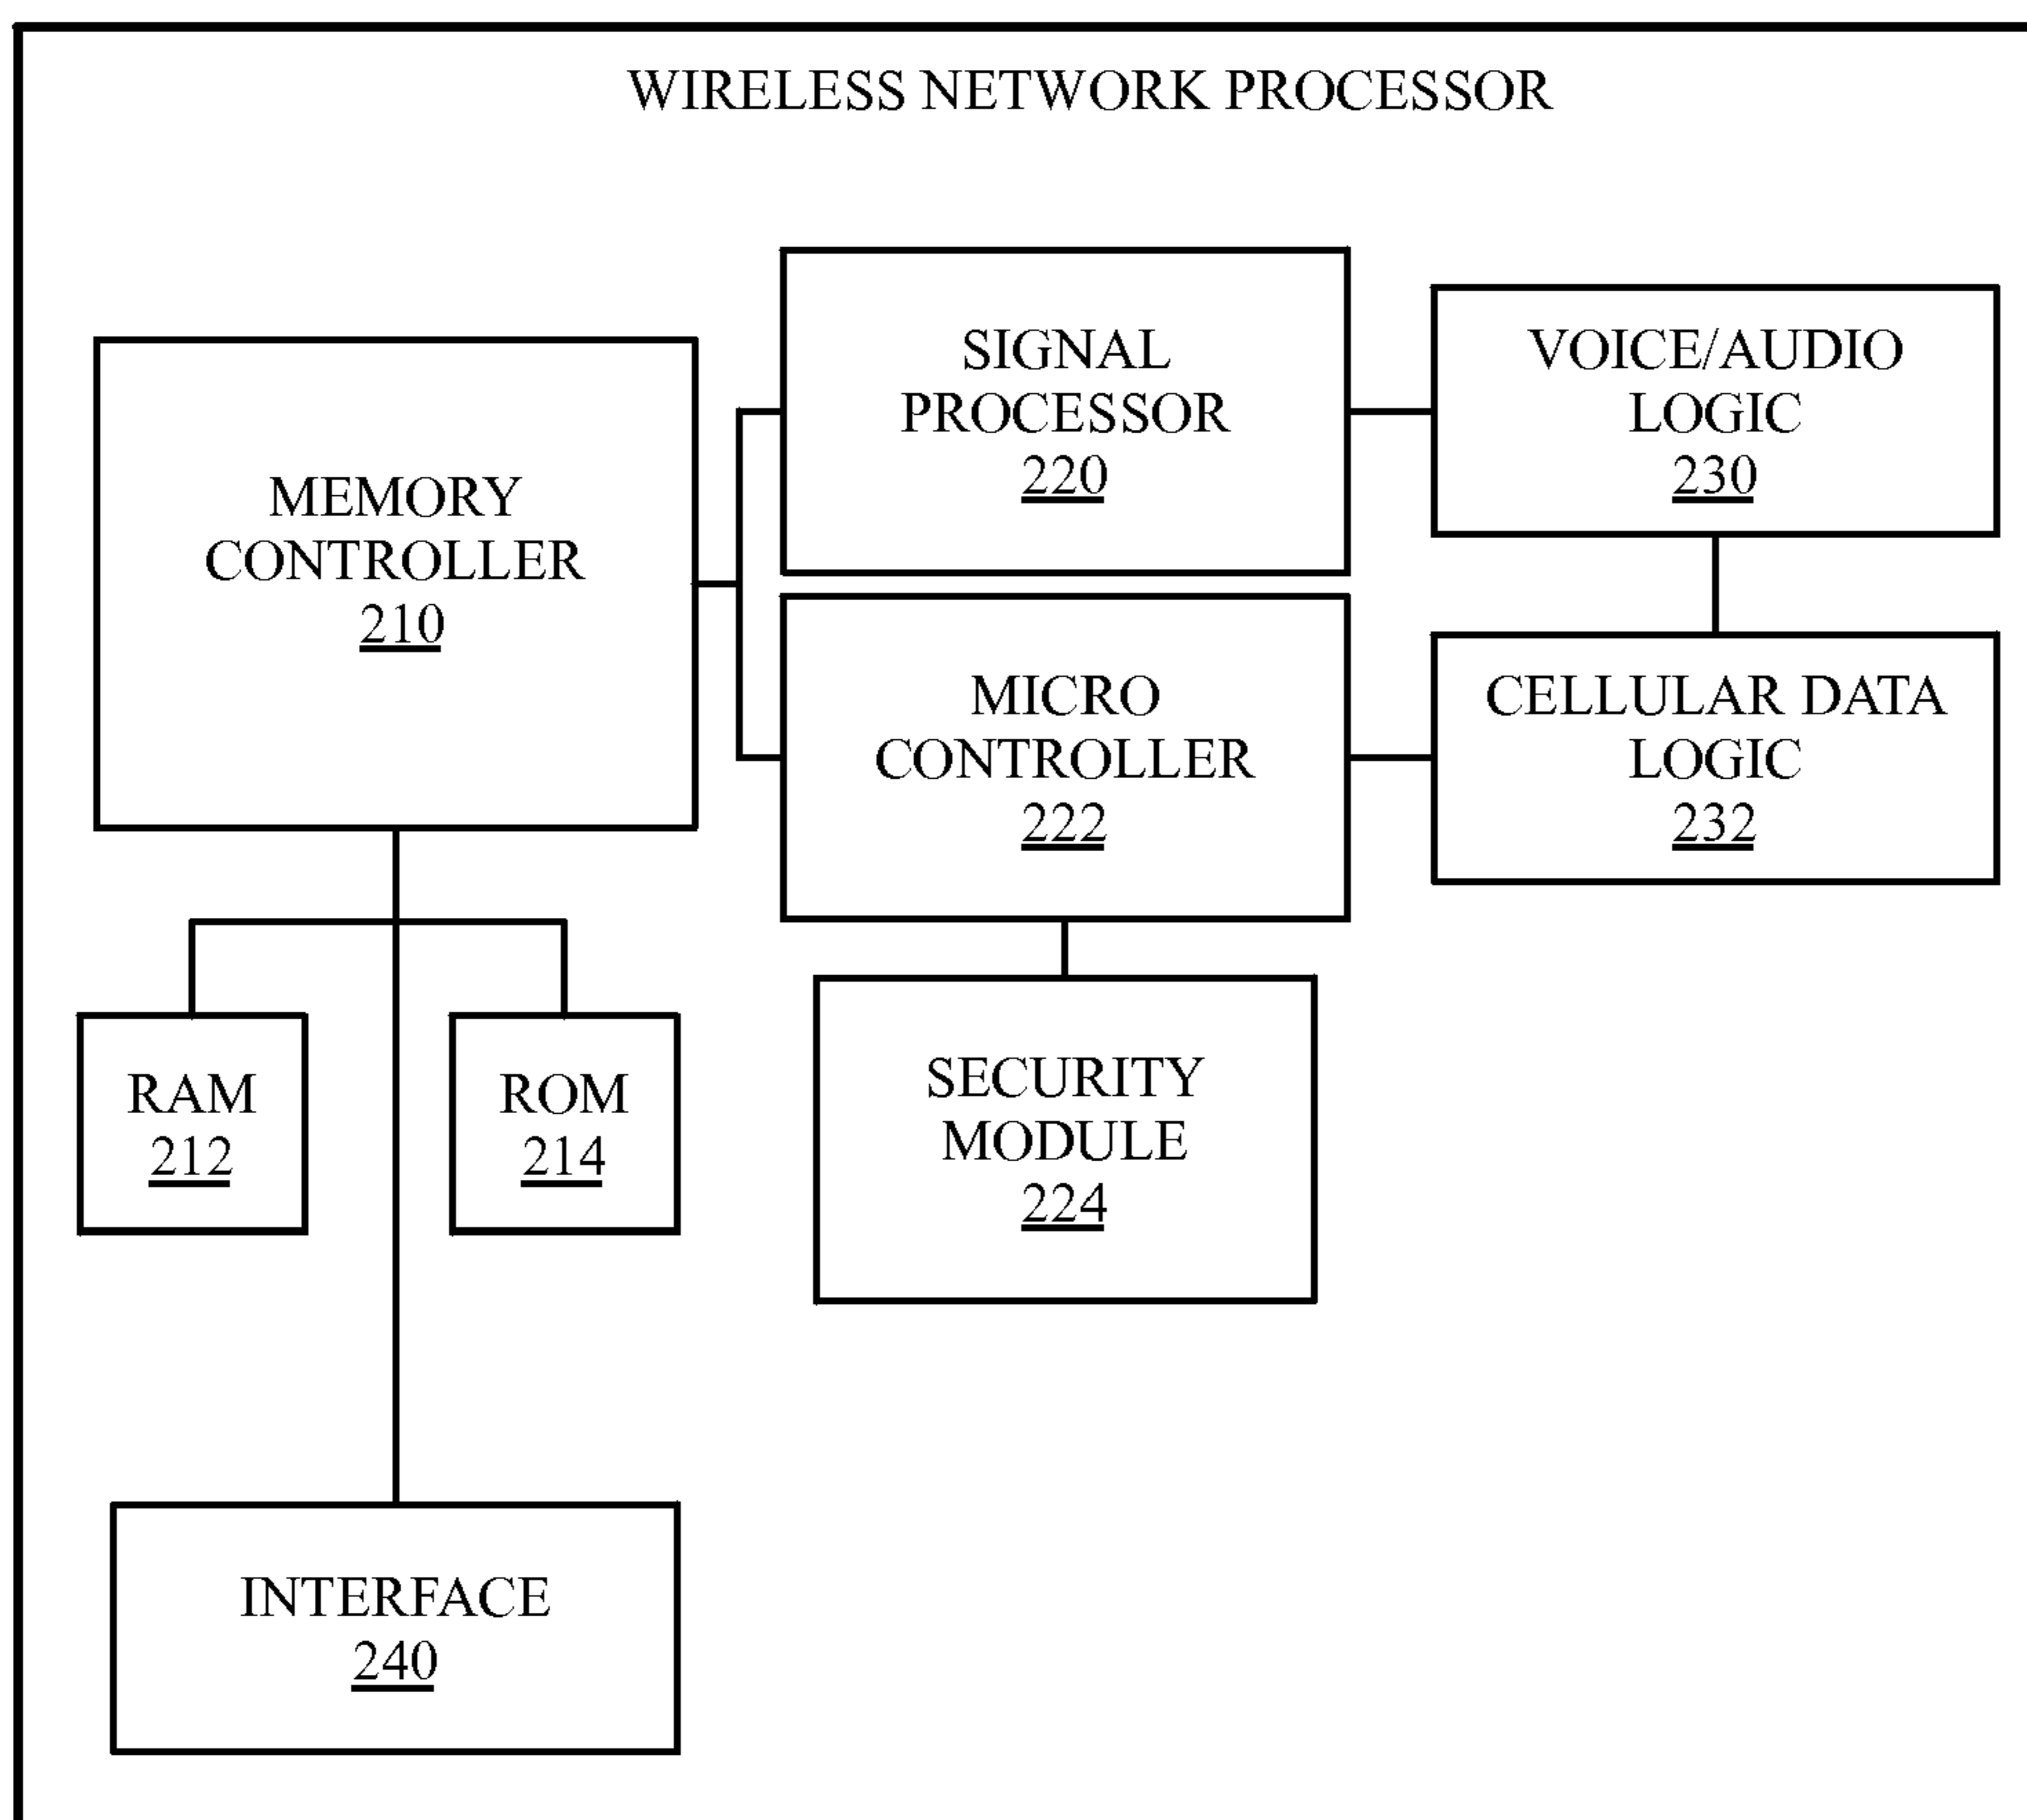 WIRELESS NETWORK PROCESSOR
SIGNAL
PROCESSOR
220
VOICE/AUDIO
LOGIC
230
MEMORY
CONTROLLER
210
MICRO
CONTROLLER
222
CELLULAR DATA
LOGIC
232
RAM
212
ROM
214
SECURITY
MODULE
224
INTERFACE
240